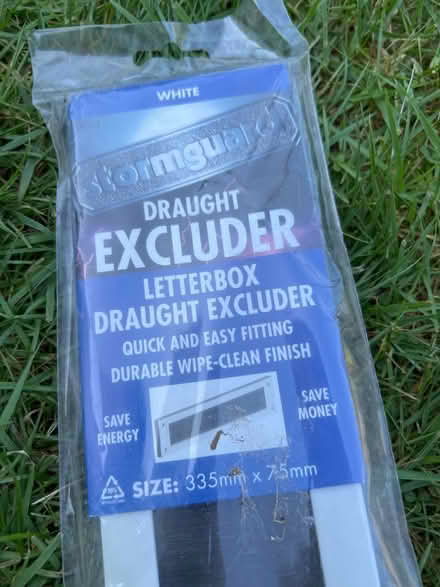 WHITE
stormguard
DRAUGHT
EXCLUDER
LETTERBOX
DRAUGHT EXCLUDER
QUICK AND EASY FITTING
DURABLE WIPE-CLEAN FINISH
SAVE
ENERGY
SAVE
MONEY
SIZE: 335mm x 75mm